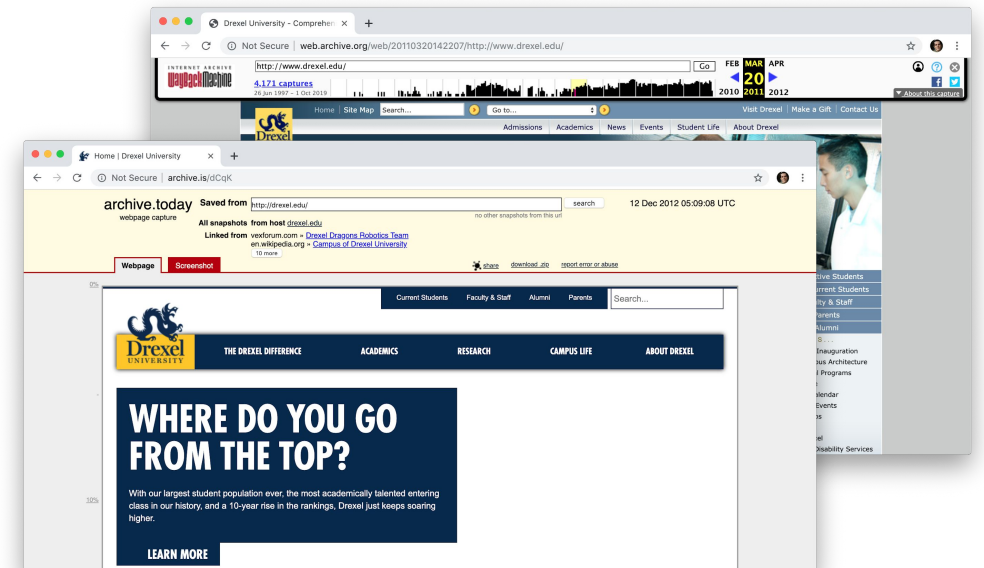 Drexel University - Comprehen
Not Secure | web.archive.org/web/20110320142207/http://www.drexel.edu/
INTERNET ARCHIVE
WayBackMachine
http://www.drexel.edu/
Go
FEB MAR APR
4,171 captures
20
26 Jun 1997 - 1 Oct 2019
2010 2011 2012
About this capture
Home | Site Map
Search...
Go to...
Visit Drexel | Make a Gift | Contact Us
Drexel
Admissions Academics News Events Student Life About Drexel
Home | Drexel University
Not Secure | archive.is/dCqK
archive.today
webpage capture
Saved from
http://drexel.edu/
search
12 Dec 2012 05:09:08 UTC
no other snapshots from this url
All snapshots from host drexel.edu
Linked from vexforum.com » Drexel Dragons Robotics Team
en.wikipedia.org » Campus of Drexel University
10 more
Webpage
Screenshot
share
download .zip
report error or abuse
0%
Current Students Faculty & Staff Alumni Parents
Search...
Drexel
UNIVERSITY
THE DREXEL DIFFERENCE ACADEMICS RESEARCH CAMPUS LIFE ABOUT DREXEL
WHERE DO YOU GO
FROM THE TOP?
With our largest student population ever, the most academically talented entering
class in our history, and a 10-year rise in the rankings, Drexel just keeps soaring
higher.
10%
LEARN MORE
Students
Students
Staff
Inauguration
Architecture
Programs
Events
Disability Services